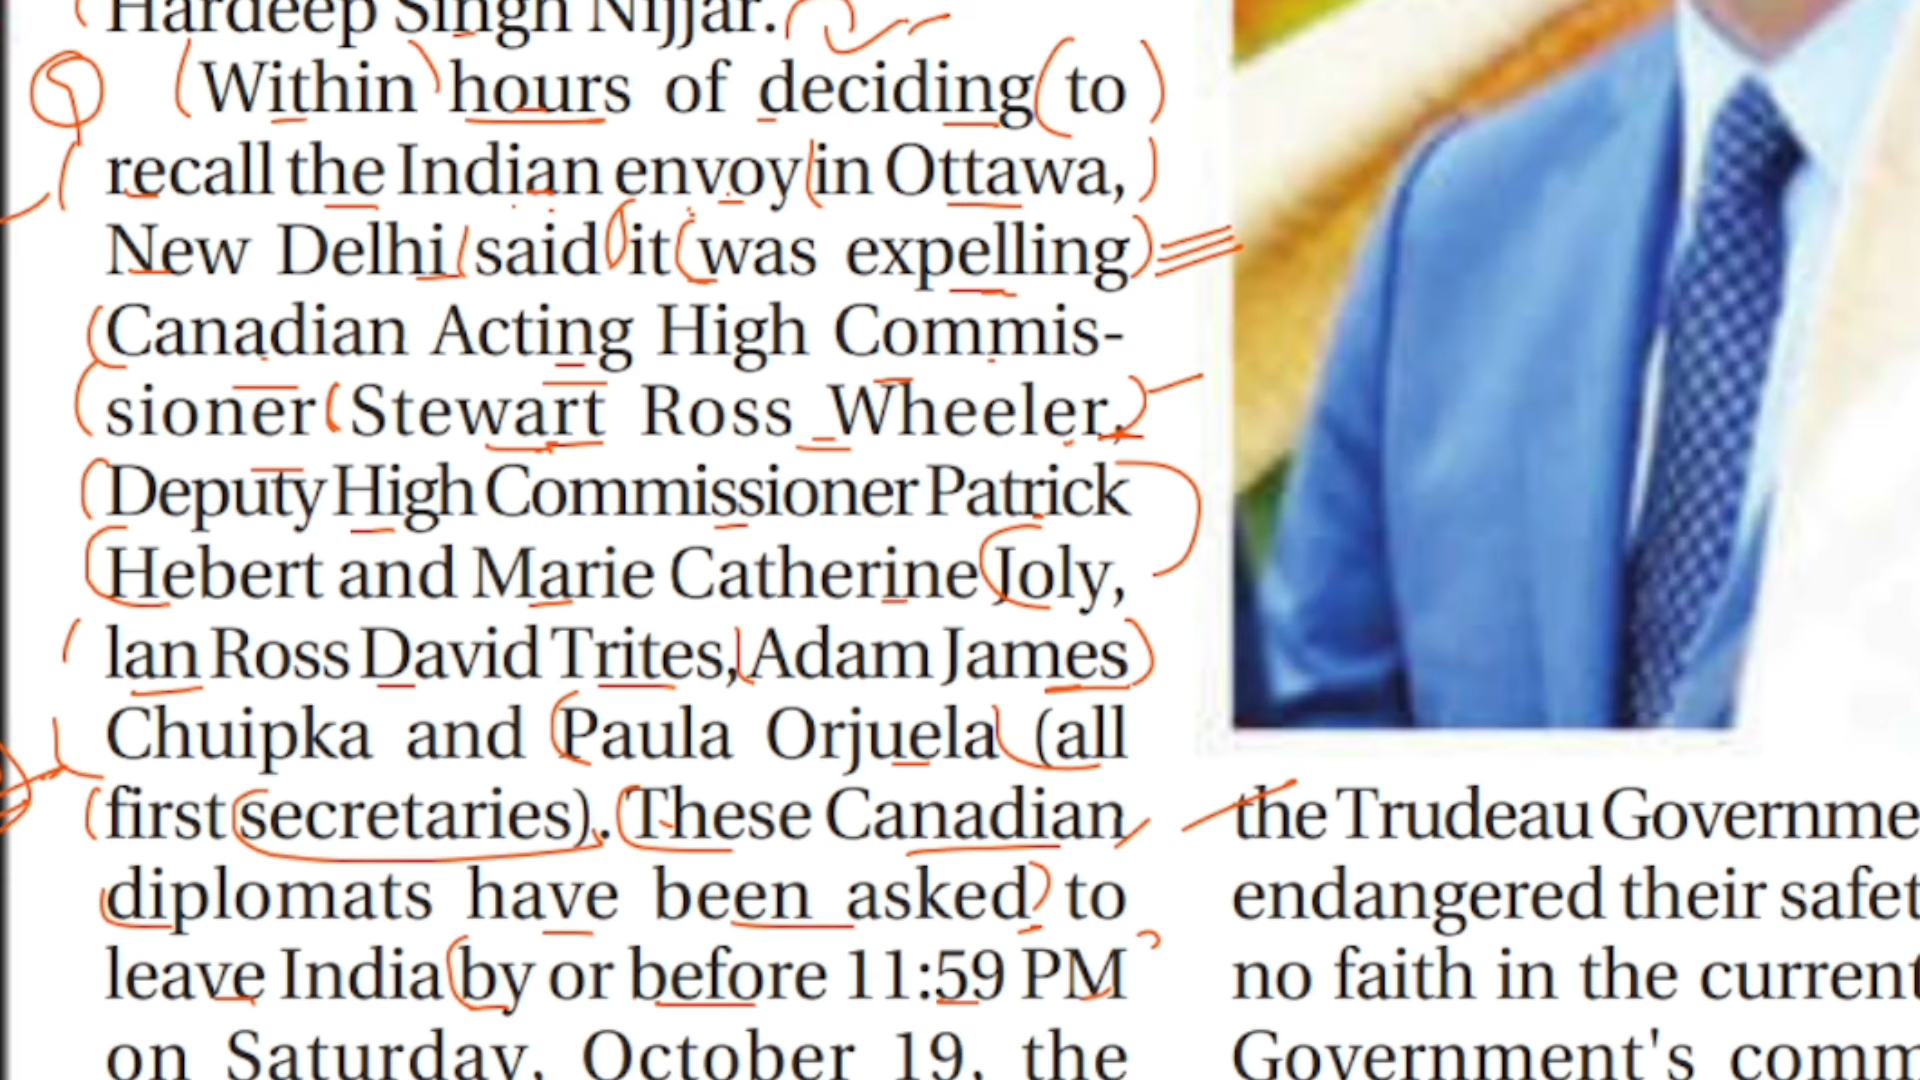 Hardeep Singh Nijjar.
Within hours of deciding to
recall the Indian envoy in Ottawa,
New Delhi said it was expelling
Canadian Acting High Commis-
sioner Stewart Ross Wheeler,
Deputy High Commissioner Patrick
Hebert and Marie Catherine Joly,
lan Ross David Trites, Adam James
Chuipka and Paula Orjuela (all
first secretaries). These Canadian
diplomats have been asked to
leave India by or before 11:59 PM
on Saturday, October 19, the
the Trudeau Governme
endangered their safet
no faith in the current
Government's comm